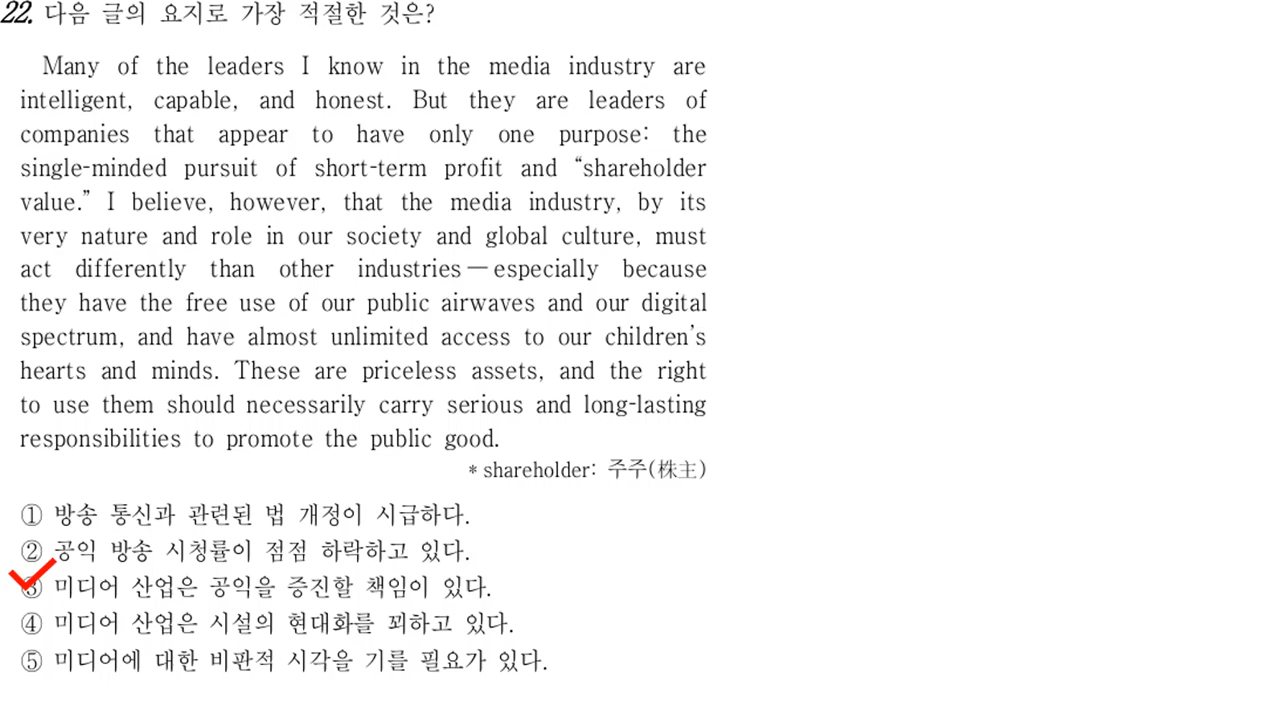 22. 다음 글의 요지로 가장 적절한 것은?
Many of the leaders I know in the media industry are
intelligent, capable, and honest. But they are leaders of
companies that appear to have only one purpose: the
single-minded pursuit of short-term profit and “shareholder
value.” I believe, however, that the media industry, by its
very nature and role in our society and global culture, must
act differently than other industries—especially because
they have the free use of our public airwaves and our digital
spectrum, and have almost unlimited access to our children’s
hearts and minds. These are priceless assets, and the right
to use them should necessarily carry serious and long-lasting
responsibilities to promote the public good.
* shareholder: 주주(株主)
① 방송 통신과 관련된 법 개정이 시급하다.
② 공익 방송 시청률이 점점 하락하고 있다.
③ 미디어 산업은 공익을 증진할 책임이 있다.
④ 미디어 산업은 시설의 현대화를 꾀하고 있다.
⑤ 미디어에 대한 비판적 시각을 기를 필요가 있다.